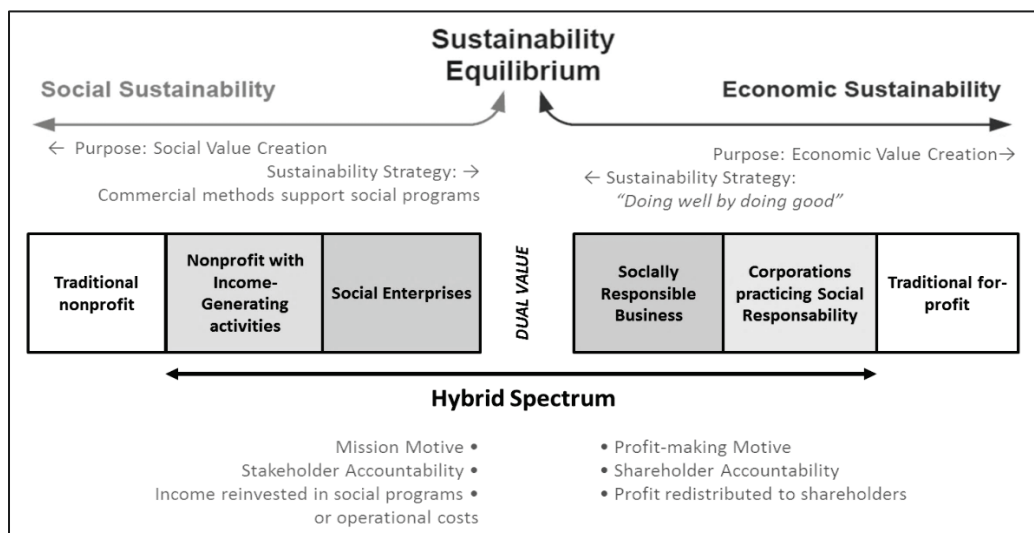 Sustainability
Equilibrium
Social Sustainability
Economic Sustainability
← Purpose: Social Value Creation
Sustainability Strategy: →
Commercial methods support social programs
Purpose: Economic Value Creation→
← Sustainability Strategy:
“Doing well by doing good”
Traditional
nonprofit
Nonprofit with
Income-
Generating
activities
Social Enterprises
DUAL VALUE
Socially
Responsible
Business
Corporations
practicing Social
Responsability
Traditional for-
profit
Hybrid Spectrum
Mission Motive •
Stakeholder Accountability •
Income reinvested in social programs •
or operational costs
• Profit-making Motive
• Shareholder Accountability
• Profit redistributed to shareholders